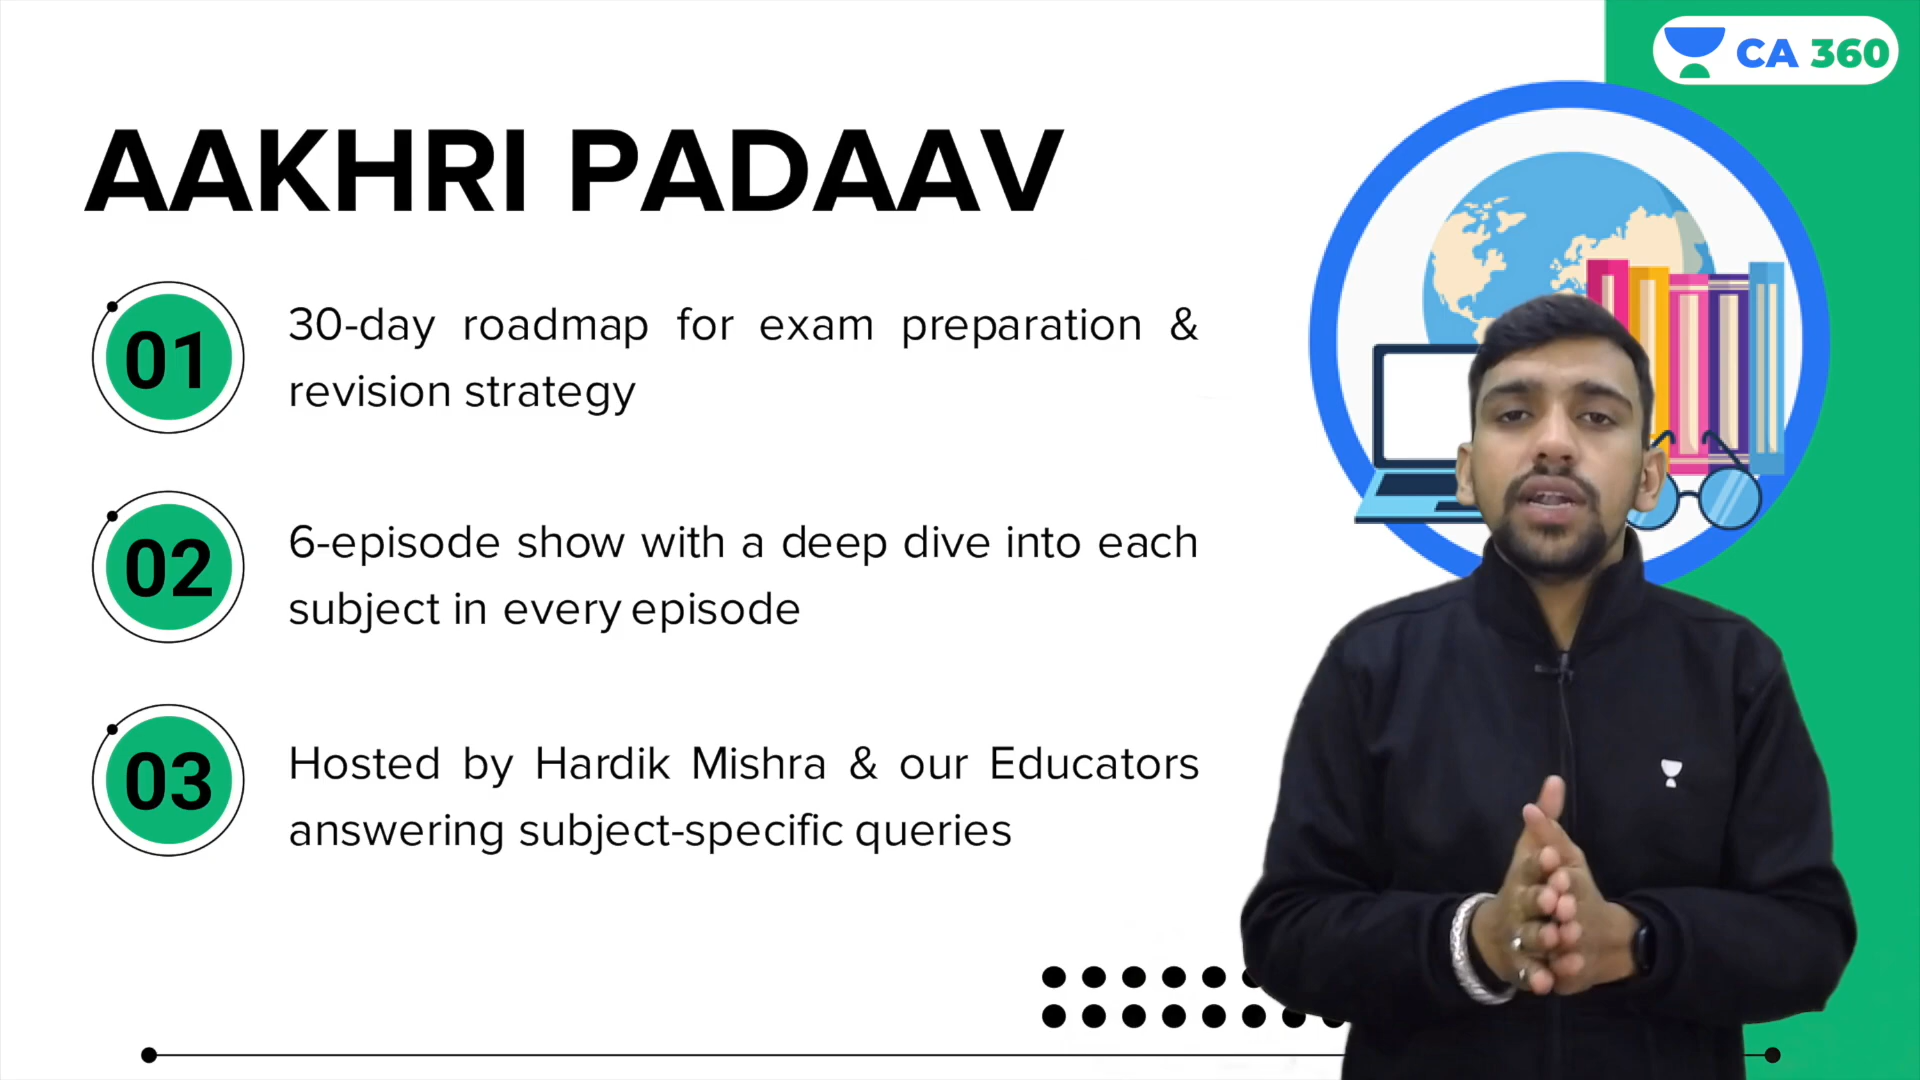 CA 360
AAKHRI PADAAV
01
30-day roadmap for exam preparation &
revision strategy
02
6-episode show with a deep dive into each
subject in every episode
03
Hosted by Hardik Mishra & our Educators
answering subject-specific queries